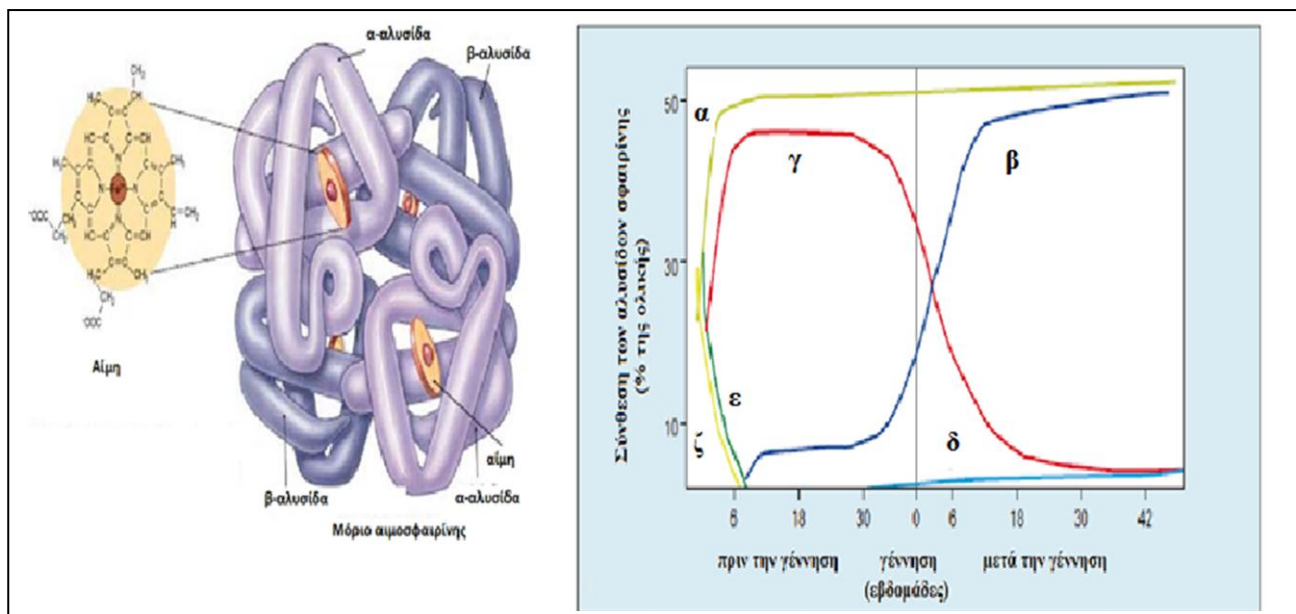 α-αλυσίδα
β-αλυσίδα
Αίμη
αίμη
β-αλυσίδα
α-αλυσίδα
Μόριο αιμοσφαιρίνης
Σύνθεση των αλυσίδων σφαιρίνης
(% της ολικής)
50
30
10
α
γ
β
ε
ζ
δ
6 18 30 0 6 18 30 42
πριν την γέννηση γέννηση μετά την γέννηση
(εβδομάδες)